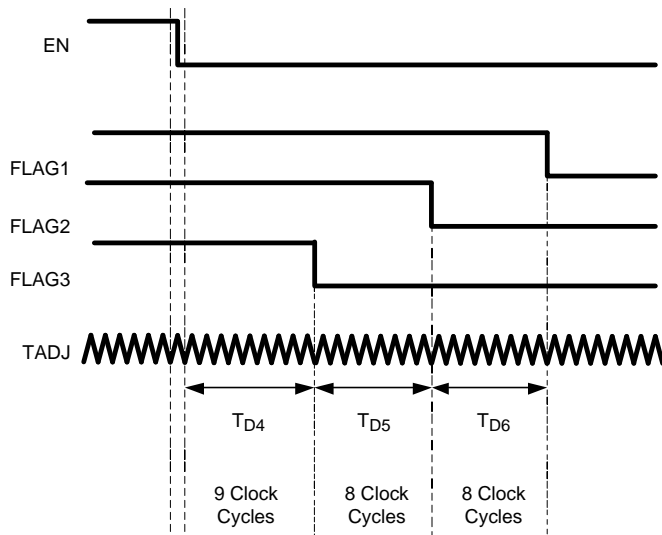 EN
FLAG1
FLAG2
FLAG3
TADJ
TD4 TD5 TD6
9 Clock 8 Clock 8 Clock
Cycles Cycles Cycles